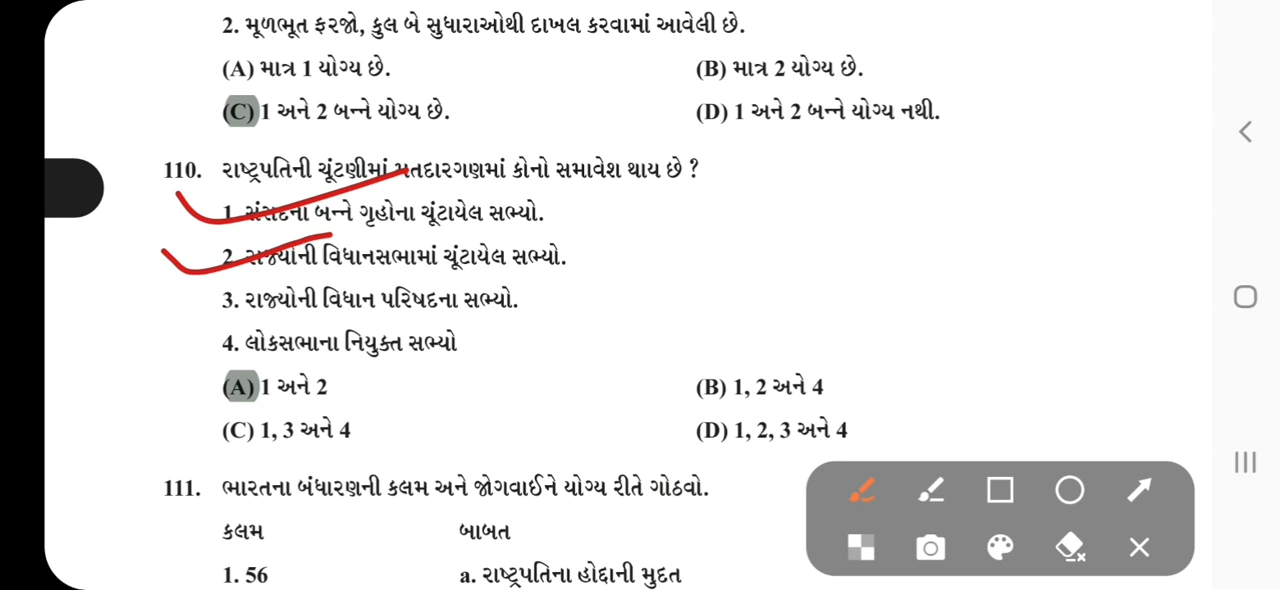 2. મૂળભૂત ફરજો, કુલ બે સુધારાઓથી દાખલ કરવામાં આવેલી છે.
(A) માત્ર 1 યોગ્ય છે. (B) માત્ર 2 યોગ્ય છે.
(C) 1 અને 2 બન્ને યોગ્ય છે. (D) 1 અને 2 બન્ને યોગ્ય નથી.
110. રાષ્ટ્રપતિની ચૂંટણીમાં મતદારગણમાં કોનો સમાવેશ થાય છે ?
1. સંસદના બન્ને ગૃહોના ચૂંટાયેલ સભ્યો.
2. રાજ્યોની વિધાનસભામાં ચૂંટાયેલ સભ્યો.
3. રાજ્યોની વિધાન પરિષદના સભ્યો.
4. લોકસભાના નિયુક્ત સભ્યો
(A) 1 અને 2 (B) 1, 2 અને 4
(C) 1, 3 અને 4 (D) 1, 2, 3 અને 4
111. ભારતના બંધારણની કલમ અને જોગવાઈને યોગ્ય રીતે ગોઠવો.
કલમ બાબત
1. 56 a. રાષ્ટ્રપતિના હોદ્દાની મુદત